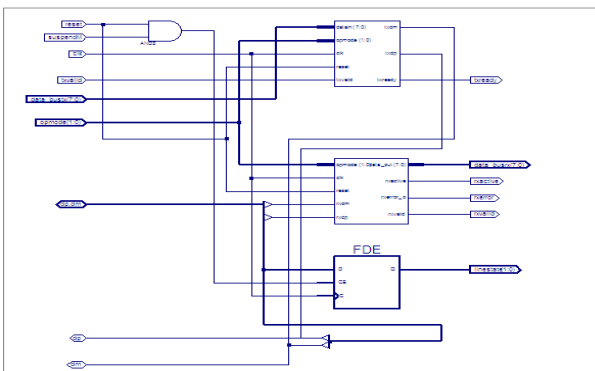 reset
suspendM
AND2
clk
txvalid
data_bustx(7:0)
opmode(1:0)
datain(7:0)
opmode(1:0)
clk
reset
txvalid
txdm
txdp
txready
txready
opmode(1:0)
clk
reset
rxdm
rxdp
data_out(7:0)
rxactive
rxerror_o
rxvalid
data_busrx(7:0)
rxactive
rxerror
rxvalid
FDE
D
CE
C
Q
linestate(1:0)
dp
dm